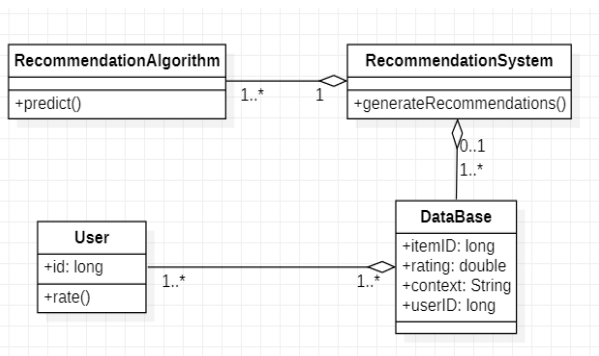 RecommendationAlgorithm
+predict()
1..*
1
RecommendationSystem
+generateRecommendations()
0..1
1..*
User
+id: long
+rate()
1..*
1..*
DataBase
+itemID: long
+rating: double
+context: String
+userID: long